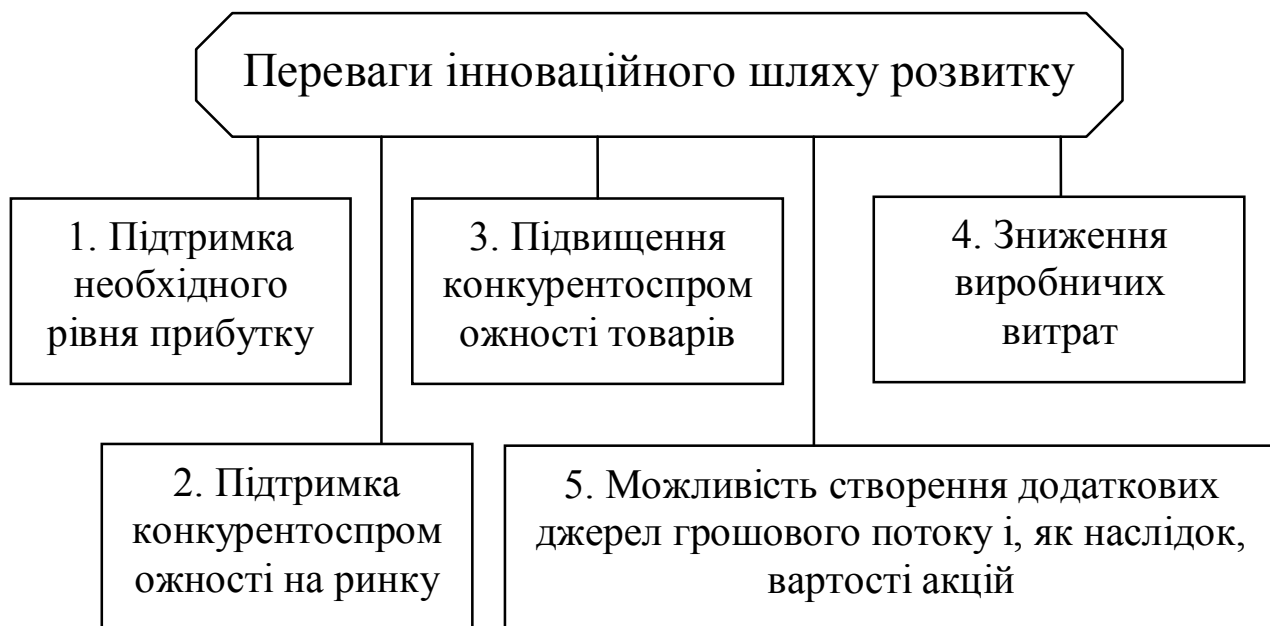 Переваги інноваційного шляху розвитку
1. Підтримка
необхідного
рівня прибутку
3. Підвищення
конкурентоспром
ожності товарів
4. Зниження
виробничих
витрат
2. Підтримка
конкурентоспром
ожності на ринку
5. Можливість створення додаткових
джерел грошового потоку і, як наслідок,
вартості акцій